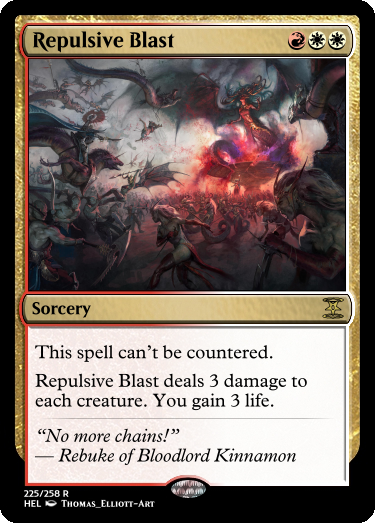 Repulsive Blast
Sorcery
This spell can't be countered.
Repulsive Blast deals 3 damage to
each creature. You gain 3 life.
“No more chains!”
— Rebuke of Bloodlord Kinnamon
225/258 R
HEL Thomas_Elliott-Art